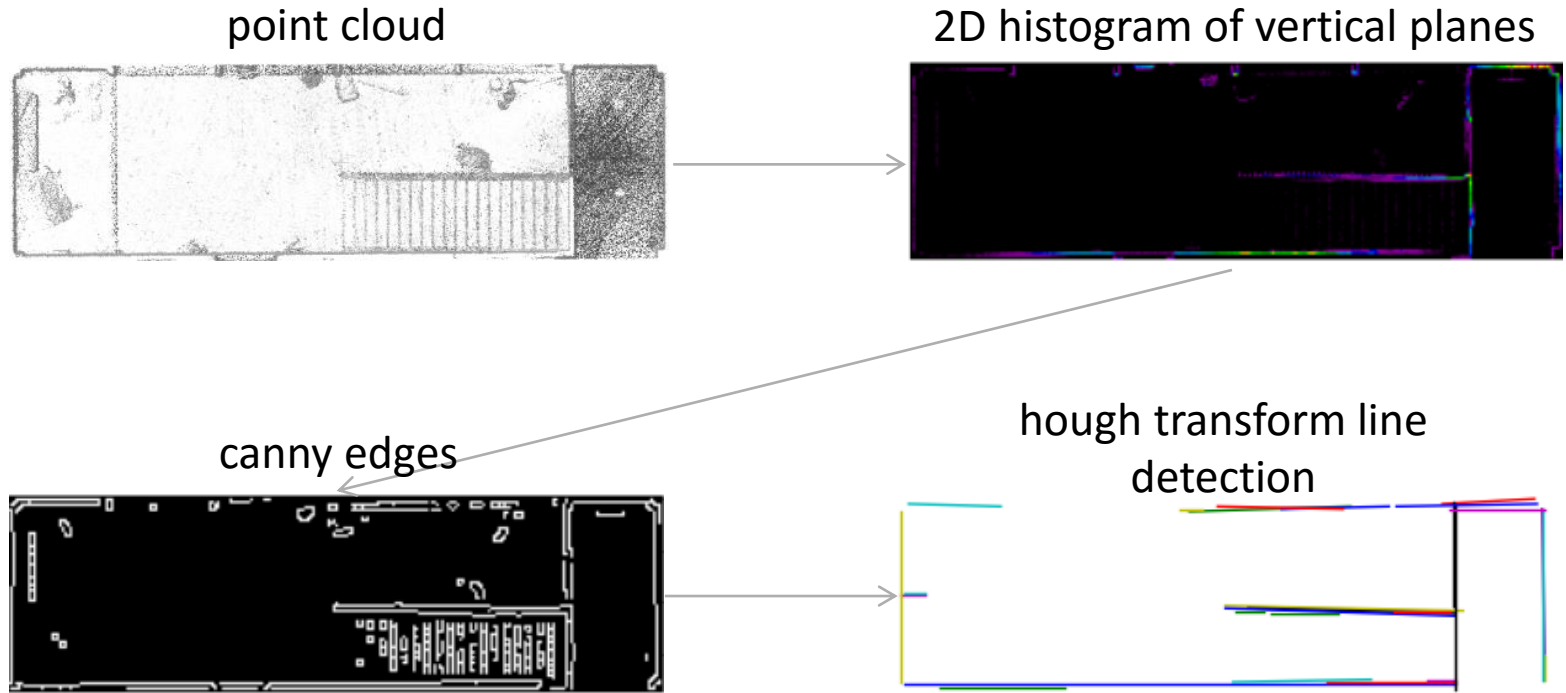 point cloud
2D histogram of vertical planes
canny edges
hough transform line
detection